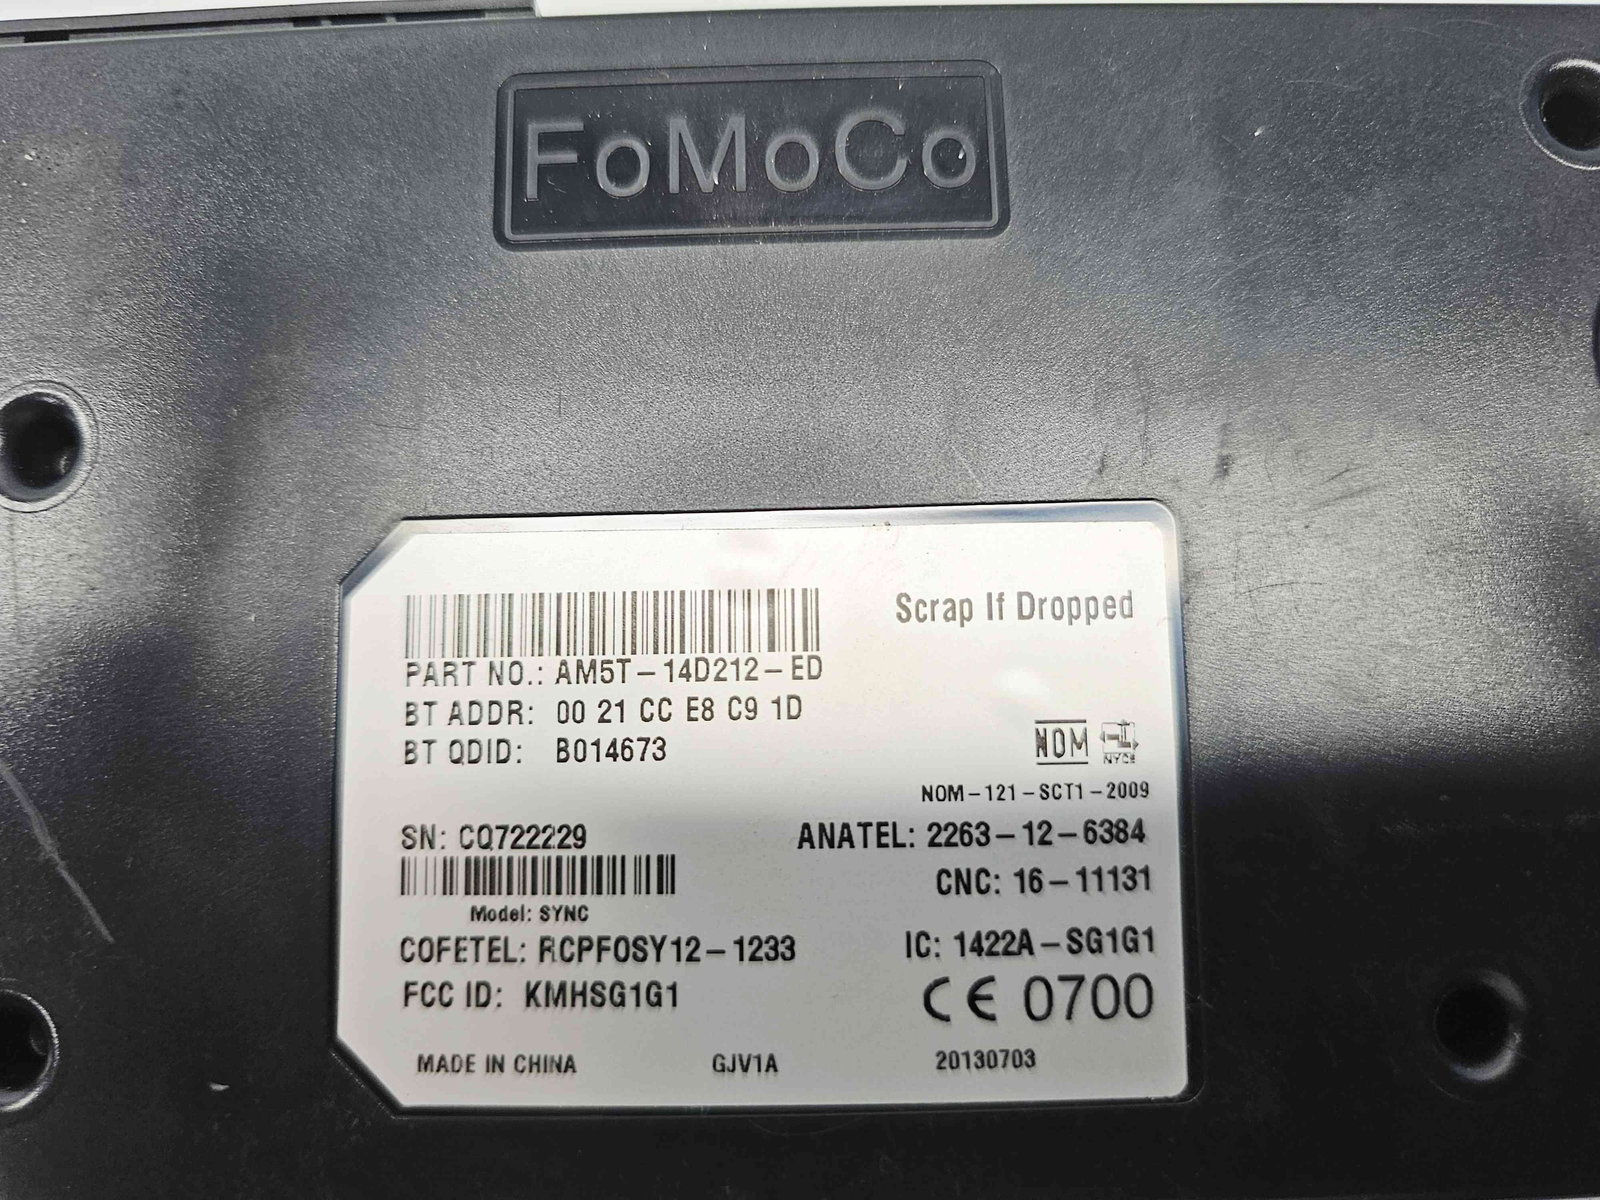 FoMoCo
Scrap If Dropped
PART NO.: AM5T-14D212-ED
BT ADDR: 00 21 CC E8 C9 1D
BT QDID: B014673
NOM NYCE
NOM-121-SCT1-2009
SN: CQ722229
ANATEL: 2263-12-6384
CNC: 16-11131
Model: SYNC
COFETEL: RCPFOSY12-1233
IC: 1422A-SG1G1
FCC ID: KMHSG1G1
CE 0700
MADE IN CHINA GJV1A 20130703